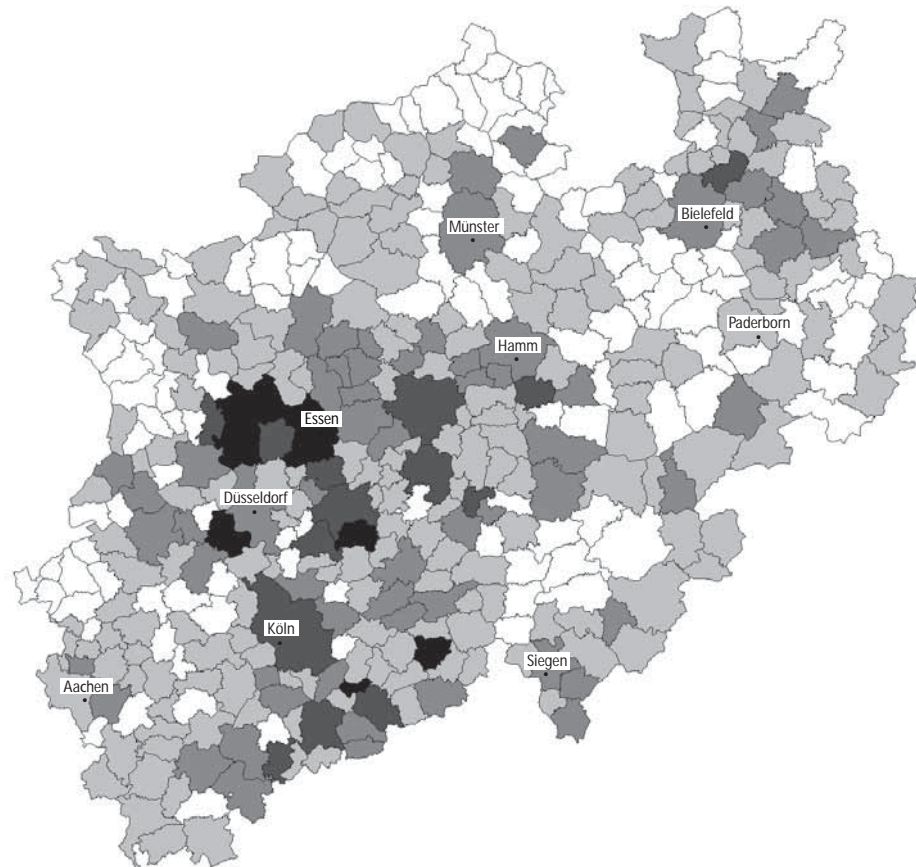 Münster
Bielefeld
Paderborn
Hamm
Essen
Düsseldorf
Köln
Siegen
Aachen